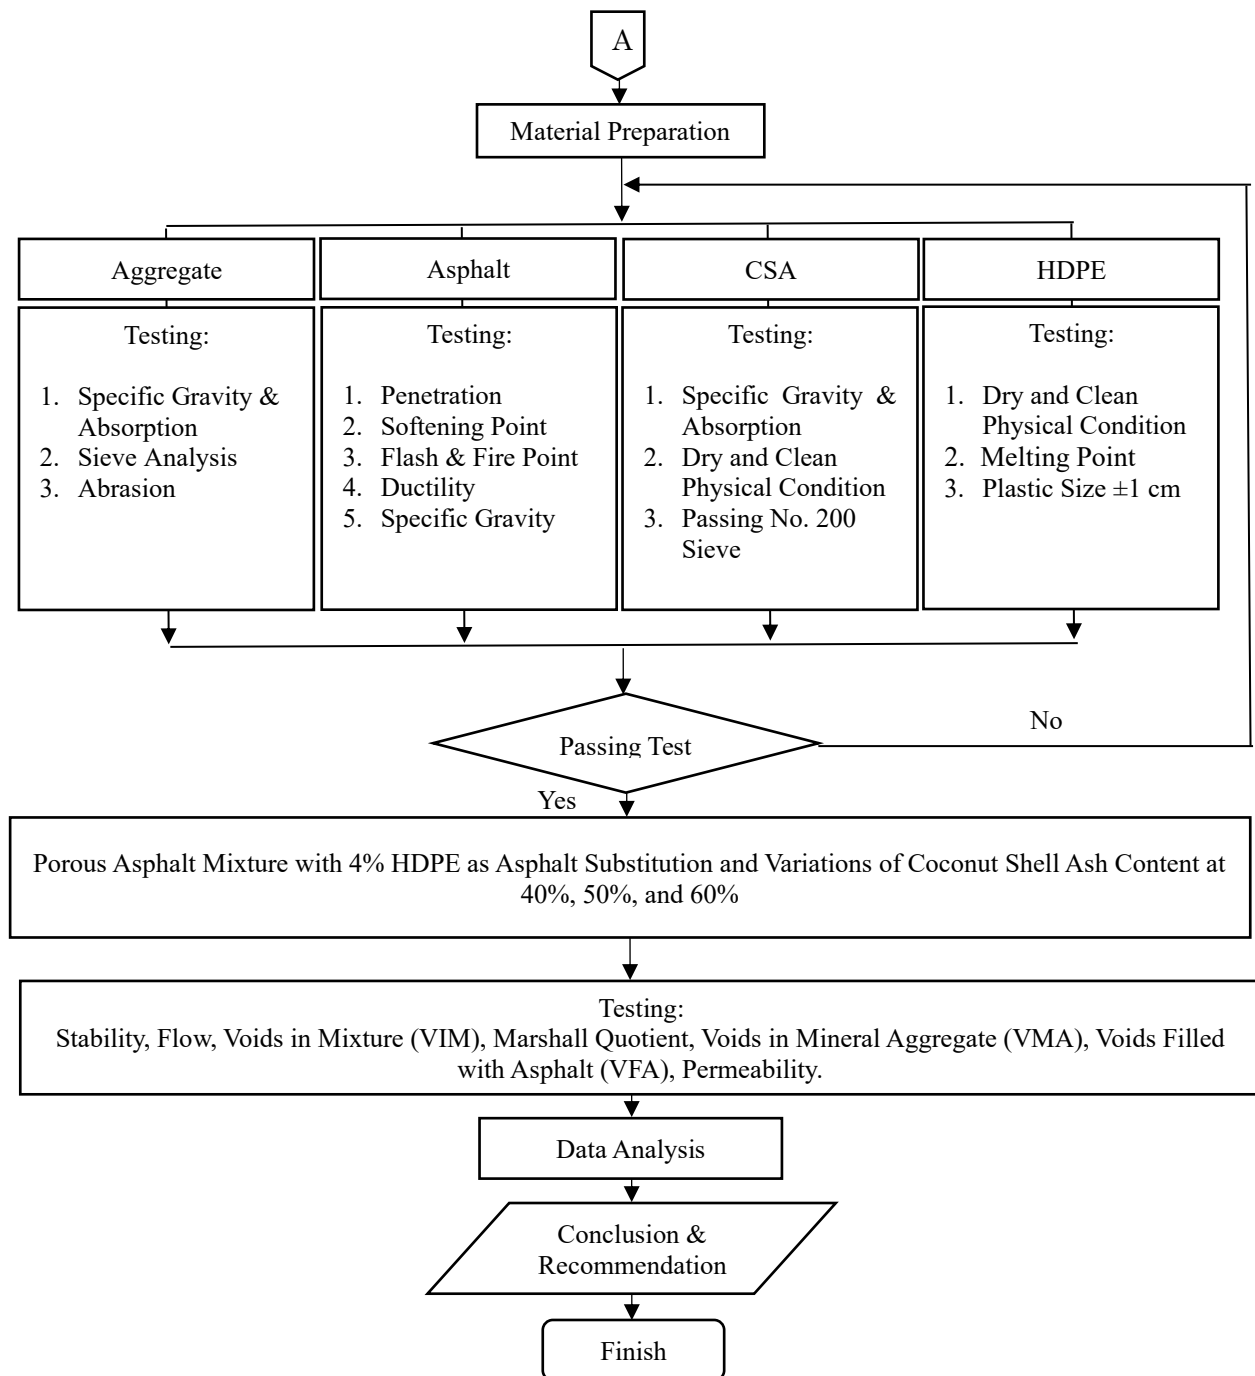 A
Material Preparation
Aggregate
Testing:
1. Specific Gravity &
Absorption
2. Sieve Analysis
3. Abrasion
Asphalt
Testing:
1. Penetration
2. Softening Point
3. Flash & Fire Point
4. Ductility
5. Specific Gravity
CSA
Testing:
1. Specific Gravity &
Absorption
2. Dry and Clean
Physical Condition
3. Passing No. 200
Sieve
HDPE
Testing:
1. Dry and Clean
Physical Condition
2. Melting Point
3. Plastic Size ±1 cm
Passing Test
No
Yes
Porous Asphalt Mixture with 4% HDPE as Asphalt Substitution and Variations of Coconut Shell Ash Content at
40%, 50%, and 60%
Testing:
Stability, Flow, Voids in Mixture (VIM), Marshall Quotient, Voids in Mineral Aggregate (VMA), Voids Filled
with Asphalt (VFA), Permeability.
Data Analysis
Conclusion &
Recommendation
Finish